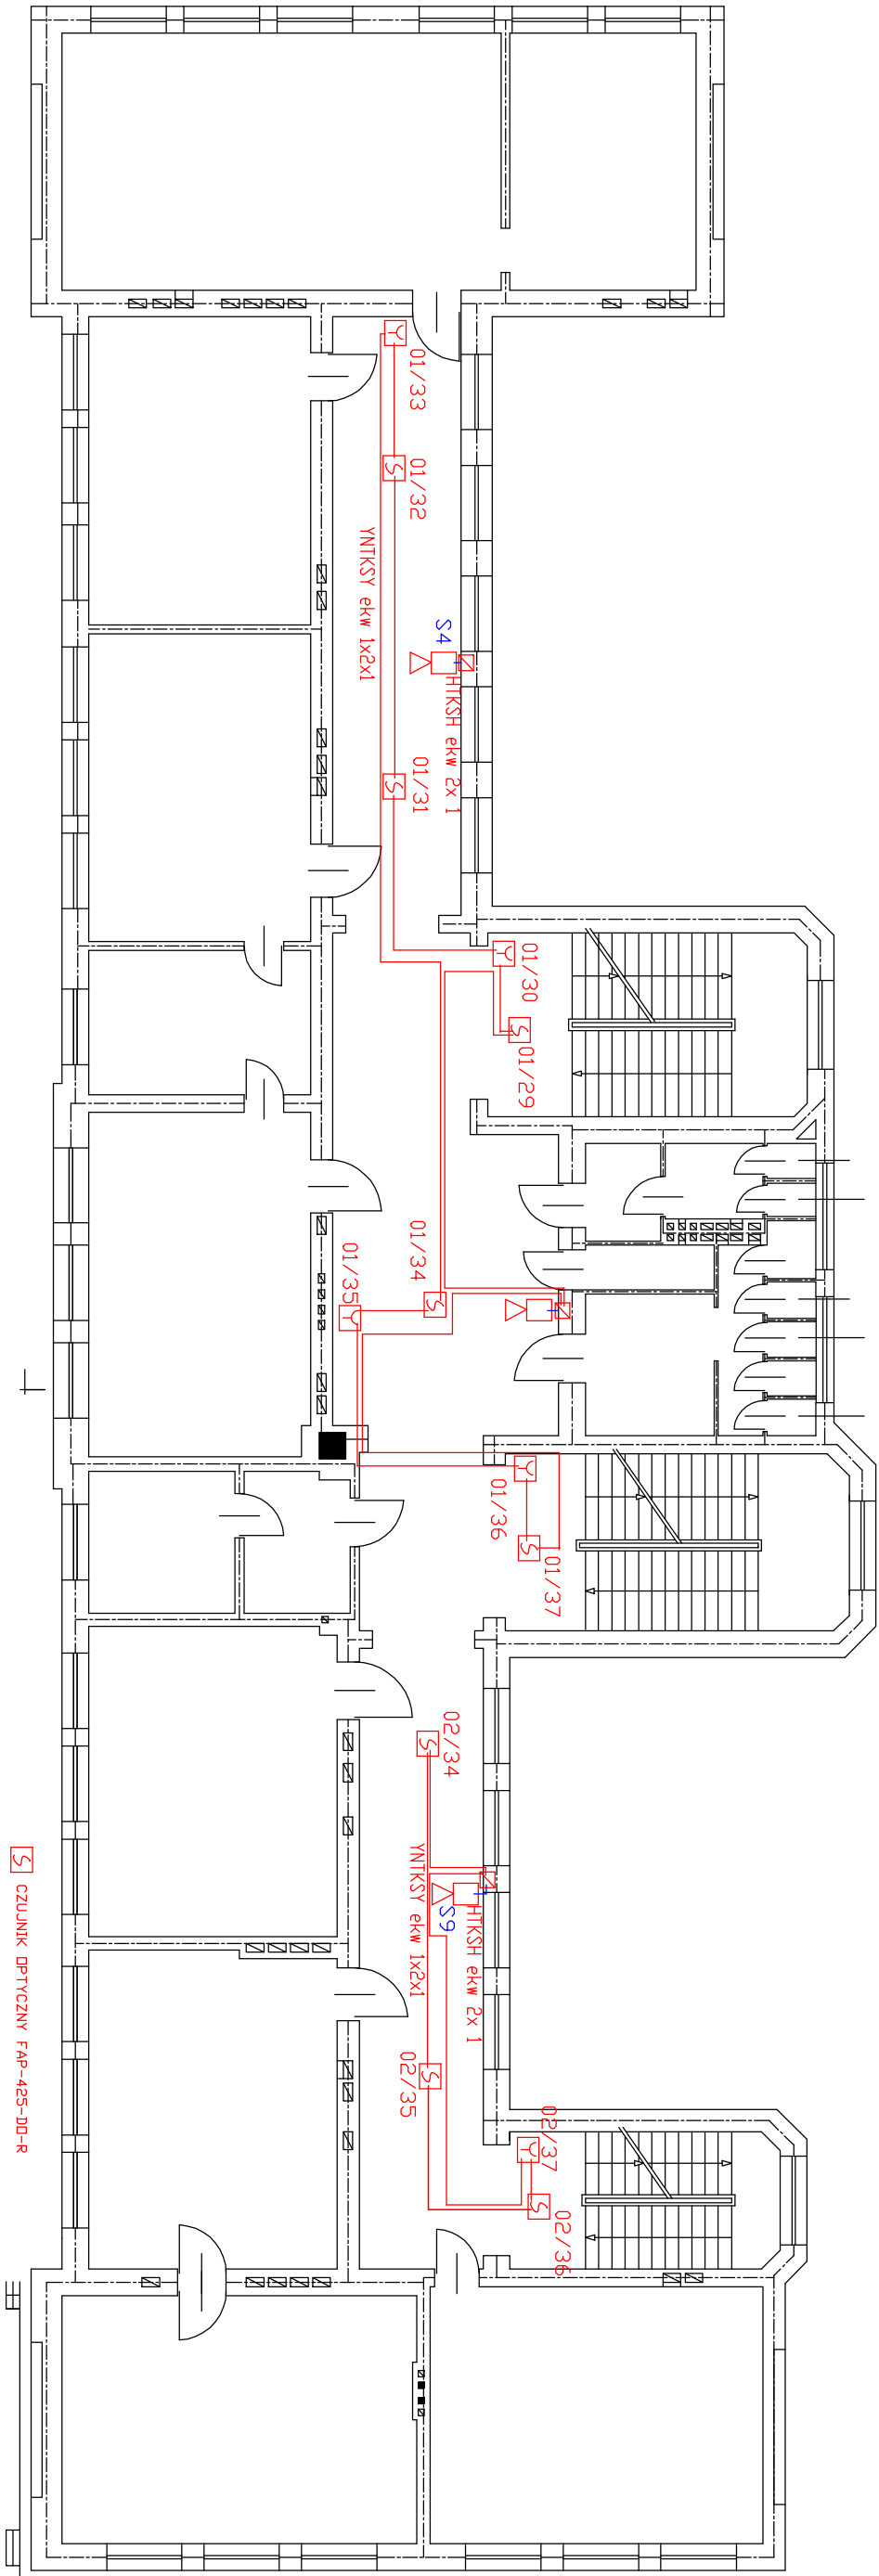 01/33
01/32
YNTKSY ekw 1x2x1
S4
HTKSH ekw 2x 1
01/31
01/30
01/29
01/34
01/35
01/36
01/37
02/34
YNTKSY ekw 1x2x1
S9
HTKSH ekw 2x 1
02/35
02/37
02/36
S CZUJNIK OPTYCZNY FAP-425-DO-R